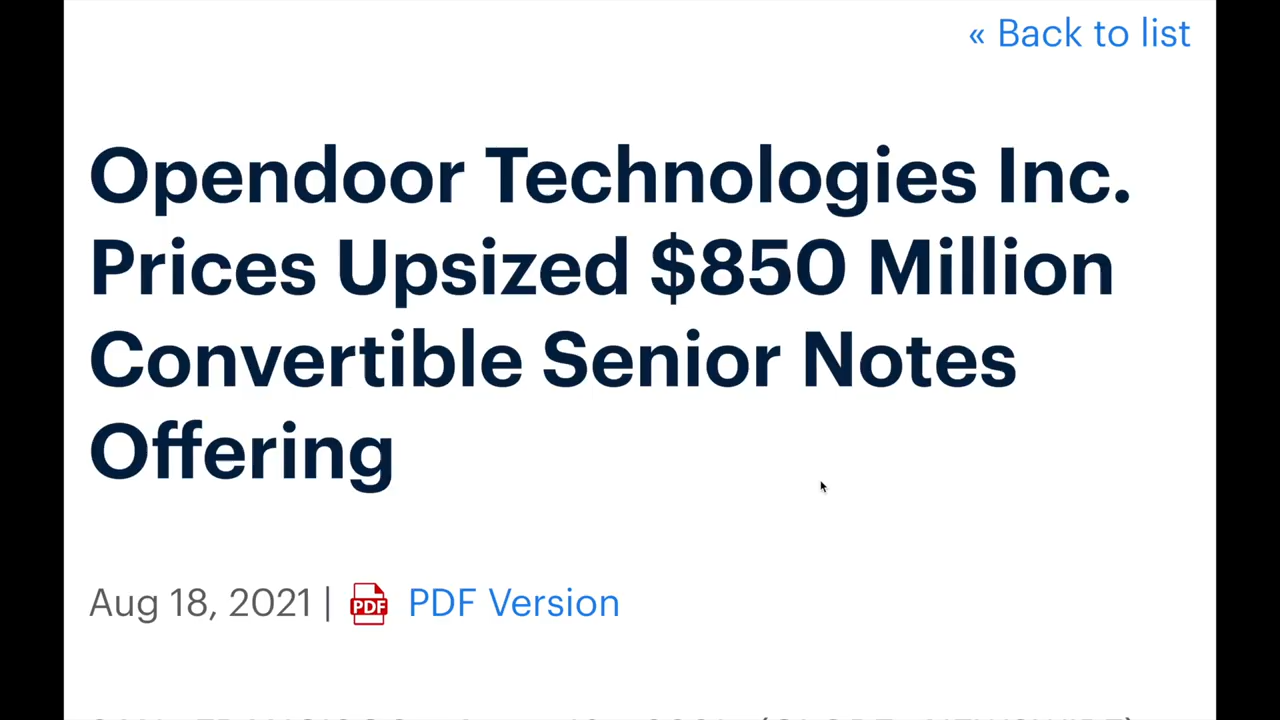 « Back to list
Opendoor Technologies Inc.
Prices Upsized $850 Million
Convertible Senior Notes
Offering
Aug 18, 2021 | PDF PDF Version